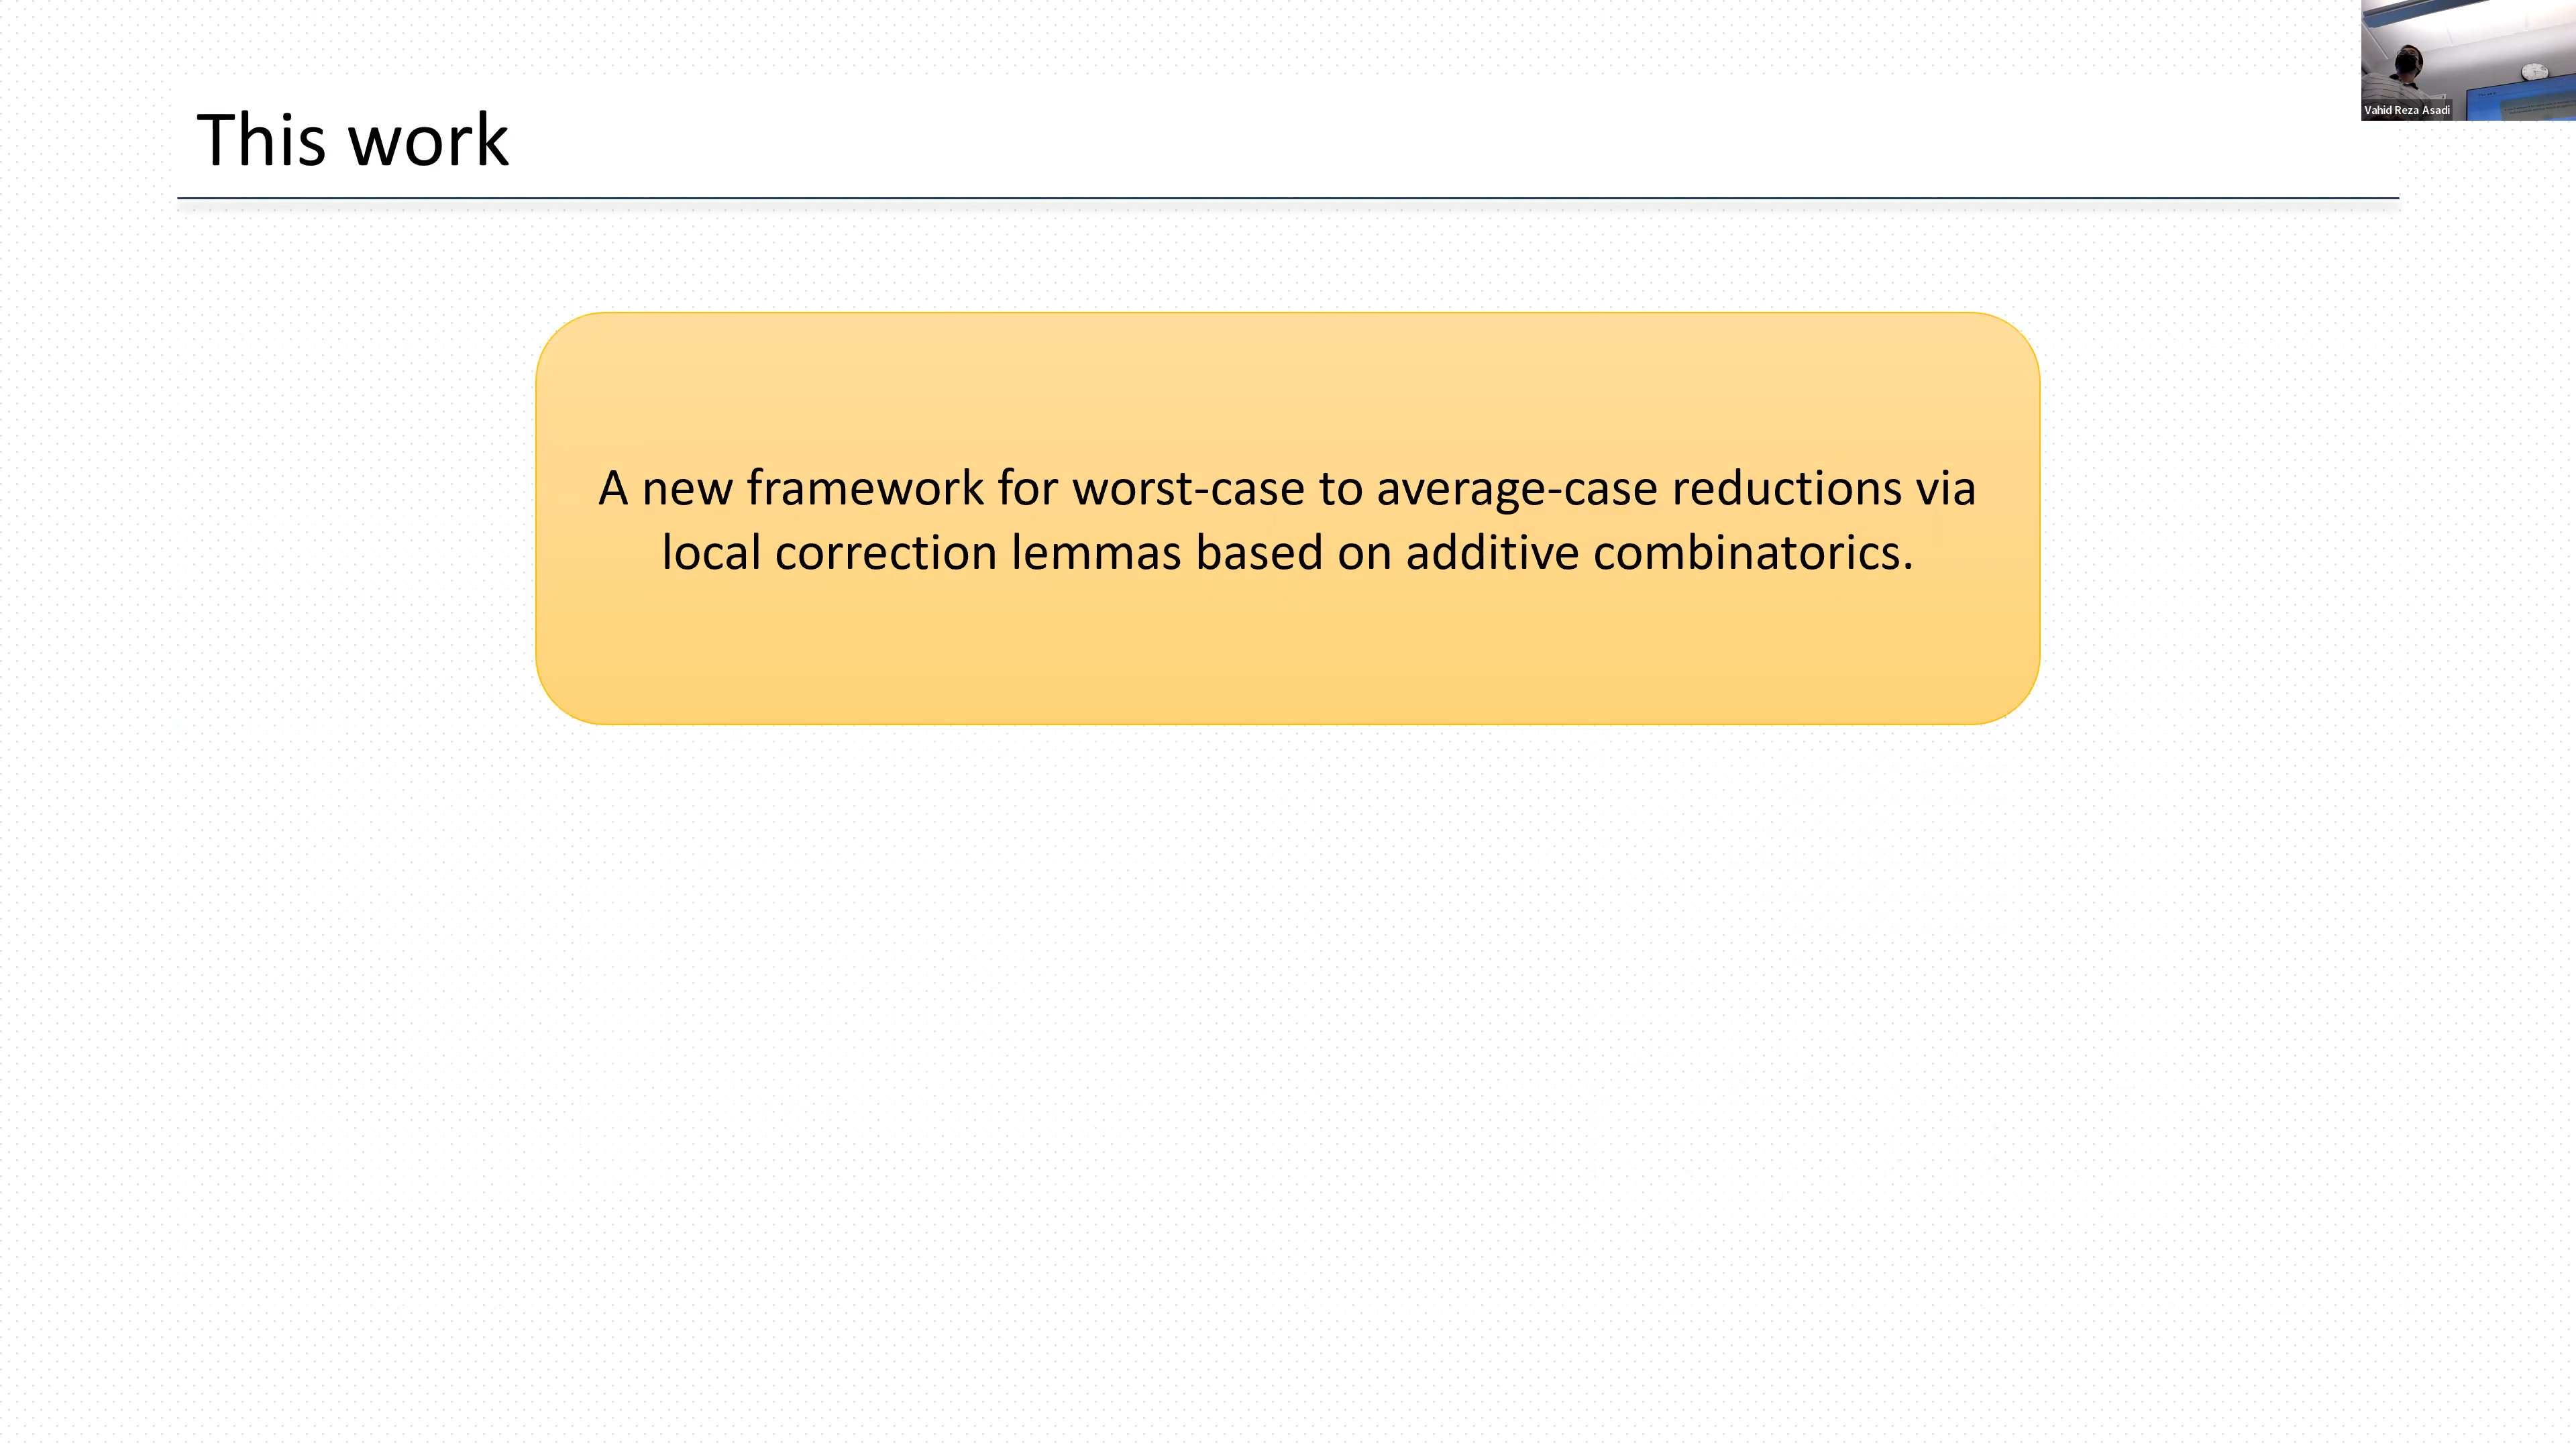 This work
Vahid Reza Asadi
A new framework for worst-case to average-case reductions via
local correction lemmas based on additive combinatorics.